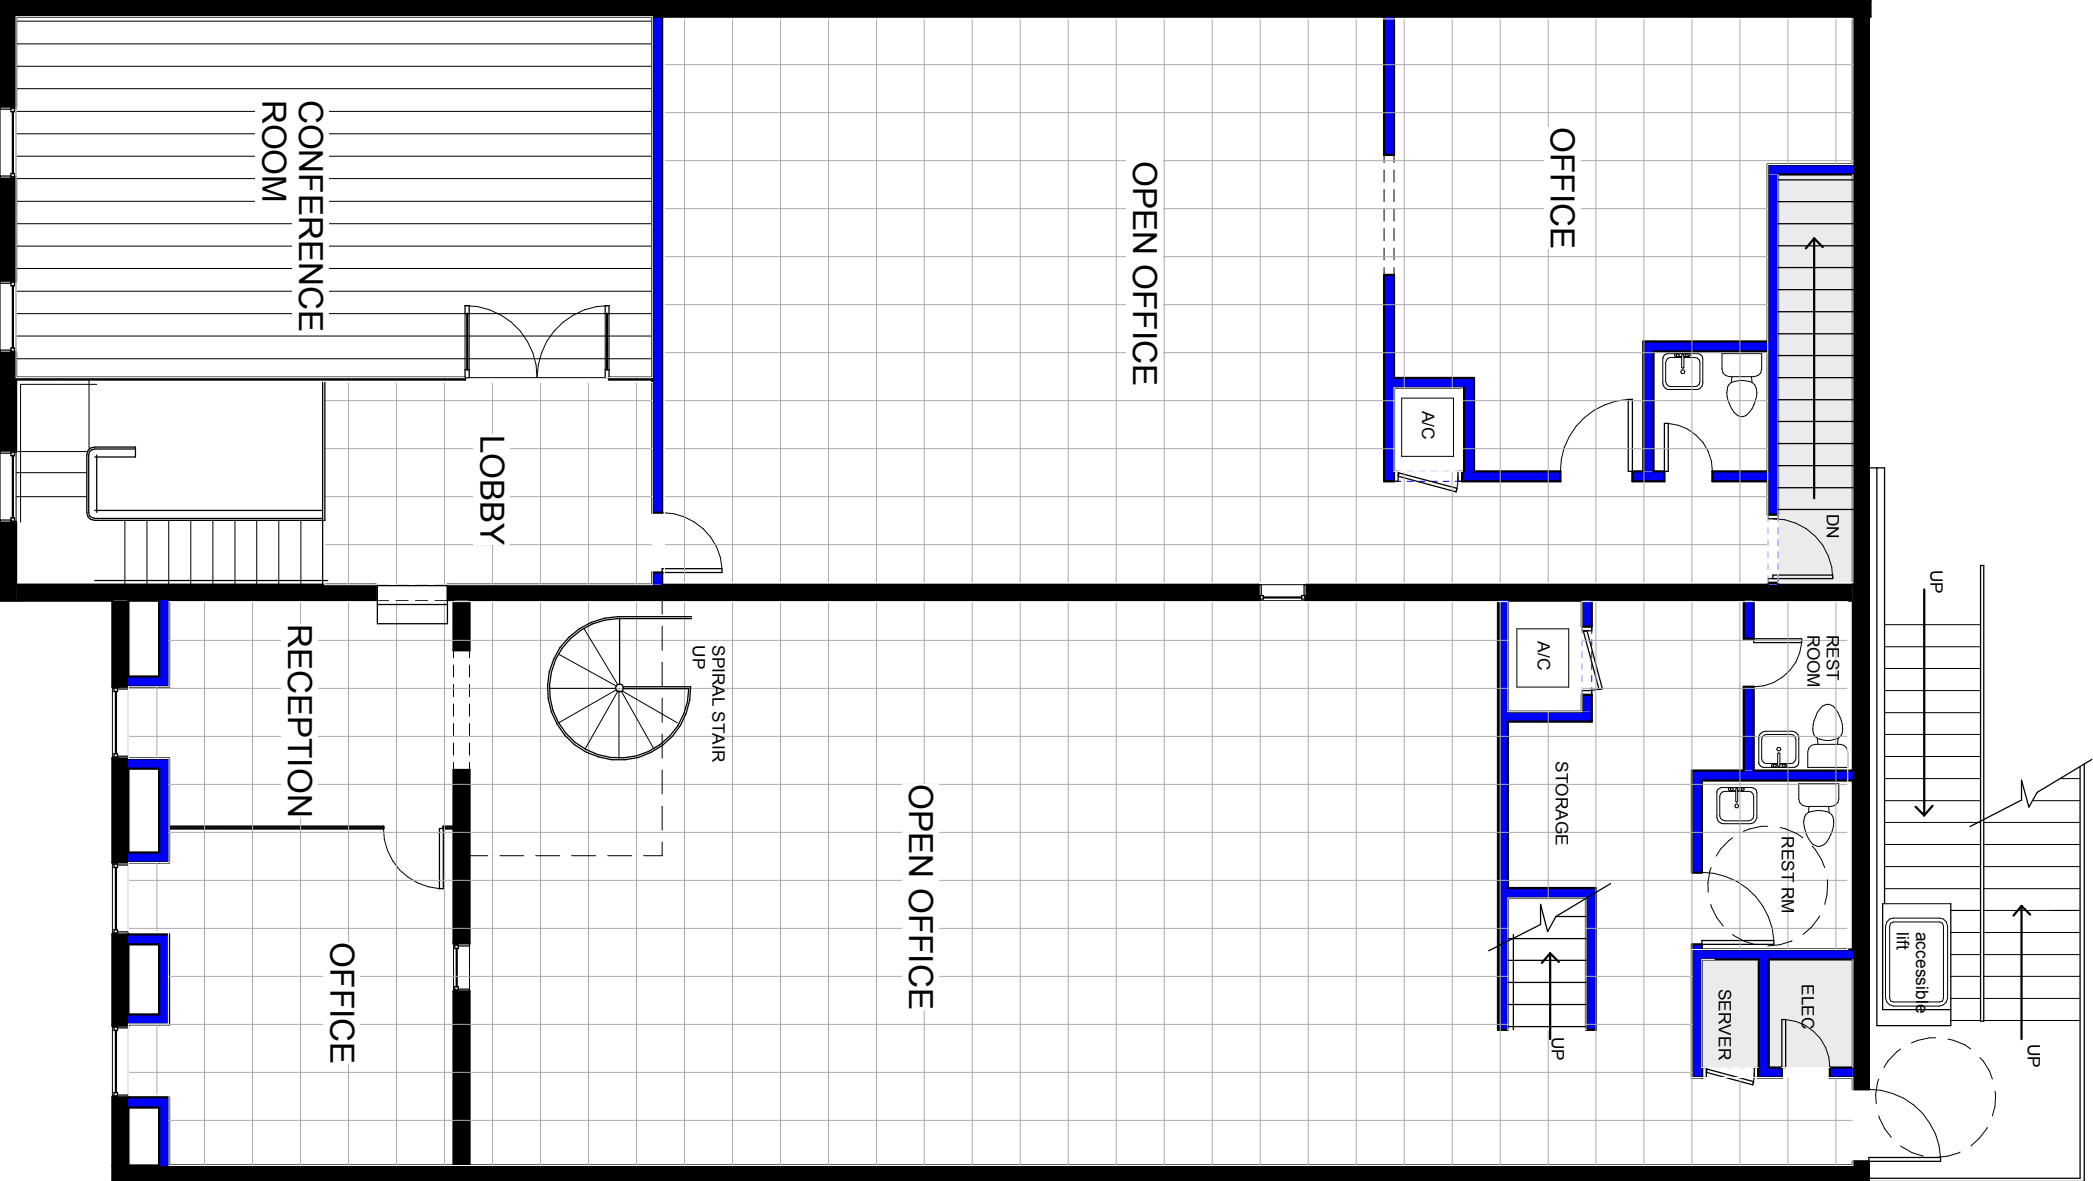 CONFERENCE
ROOM
OPEN OFFICE
OFFICE
A/C
LOBBY
DN
UP
RECEPTION
SPIRAL STAIR
UP
A/C
REST
ROOM
STORAGE
OPEN OFFICE
REST RM
OFFICE
UP
SERVER
ELEC
accessible
lift
UP